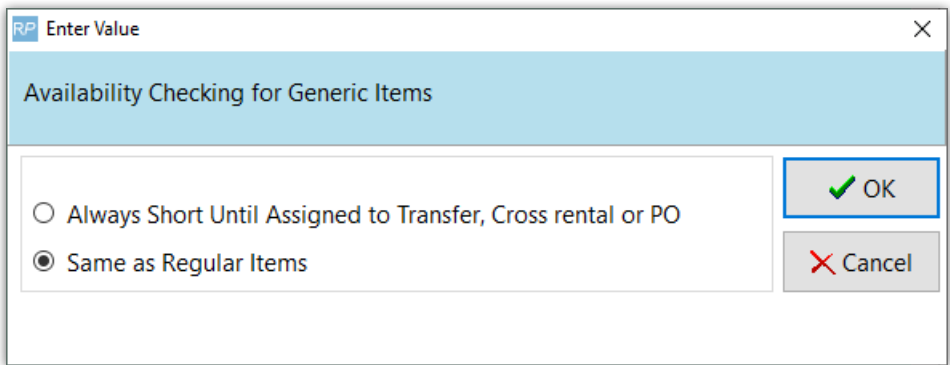 RP Enter Value
Availability Checking for Generic Items
Always Short Until Assigned to Transfer, Cross rental or PO
OK
Same as Regular Items
Cancel